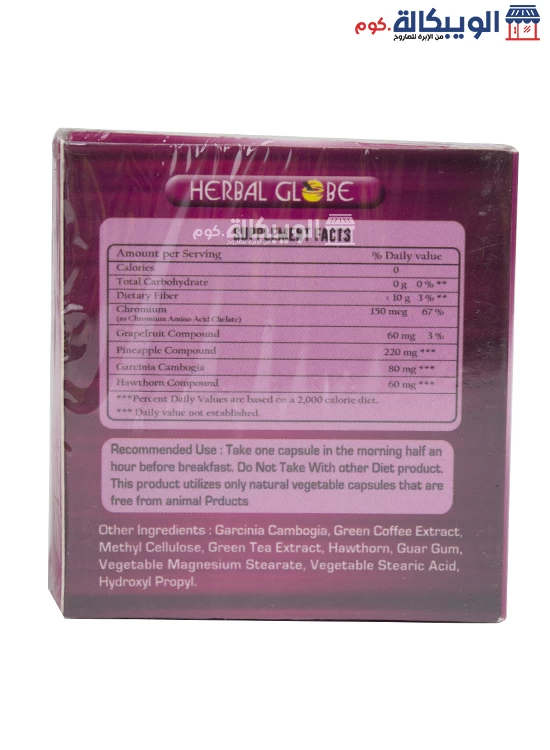 الويبكالة.كوم
من الإبرة للصاروخ
HERBAL GLOBE
الويبكالة.كوم
SUPPLEMENT FACTS
Amount per Serving % Daily value
Calories 0
Total Carbohydrate 0 g 0 % **
Dietary Fiber < 10 g 3 % **
Chromium 150 mcg 67 %
(as Chromium Amino Acid Chelate)
Grapefruit Compound 60 mg 3 %
Pineapple Compound 220 mg ***
Garcinia Cambogia 80 mg ***
Hawthorn Compound 60 mg ***
***Percent Daily Values are based on a 2,000 calorie diet.
*** Daily value not established.
Recommended Use : Take one capsule in the morning half an
hour before breakfast. Do Not Take With other Diet product.
This product utilizes only natural vegetable capsules that are
free from animal Prducts
Other Ingredients : Garcinia Cambogia, Green Coffee Extract,
Methyl Cellulose, Green Tea Extract, Hawthorn, Guar Gum,
Vegetable Magnesium Stearate, Vegetable Stearic Acid,
Hydroxyl Propyl.